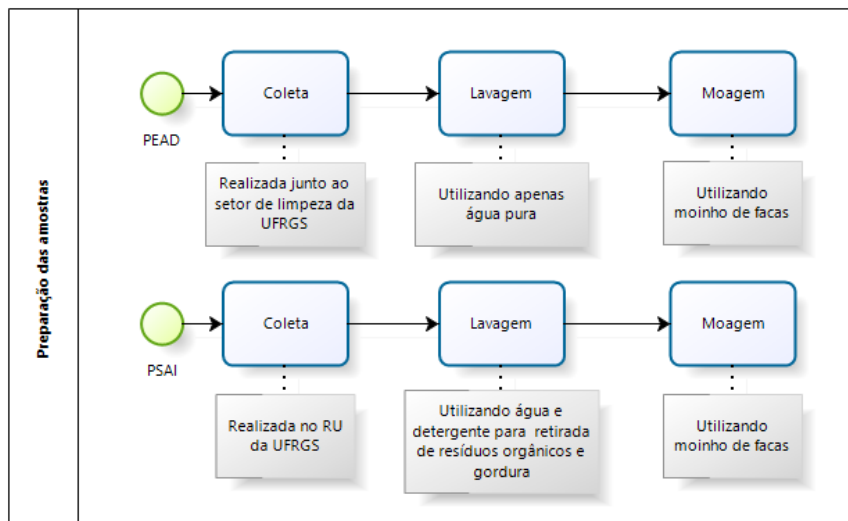 Preparação das amostras
Coleta
Lavagem
Moagem
PEAD
Realizada junto ao
setor de limpeza da
UFRGS
Utilizando apenas
água pura
Utilizando
moinho de facas
Coleta
Lavagem
Moagem
PSAI
Realizada no RU
da UFRGS
Utilizando água e
detergente para retirada
de resíduos orgânicos e
gordura
Utilizando
moinho de facas